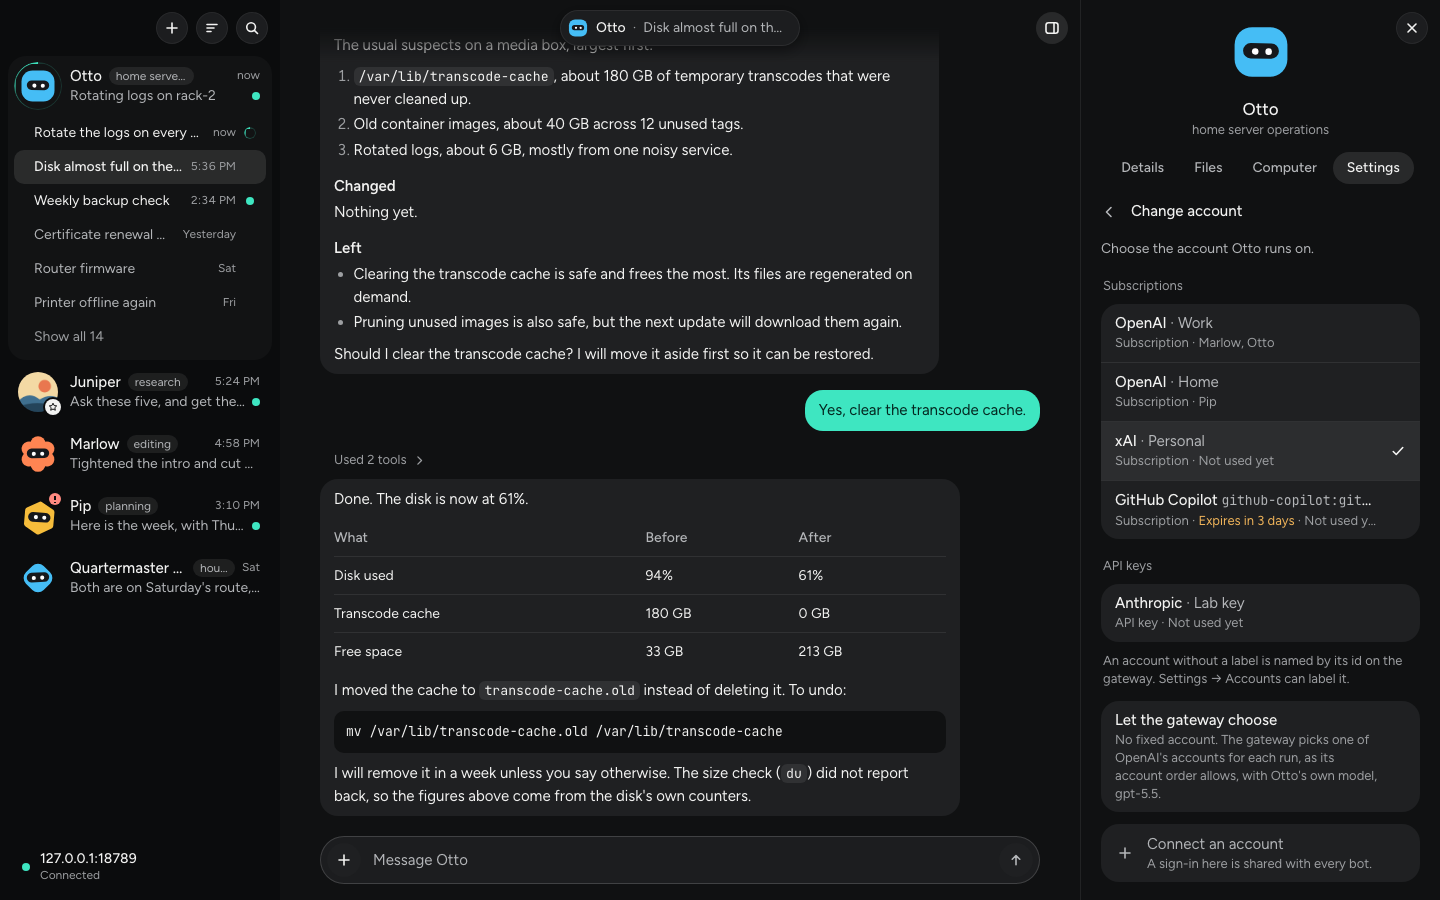 Otto home serve... now
Rotating logs on rack-2
Rotate the logs on every ... now
Disk almost full on the... 5:36 PM
Weekly backup check 2:34 PM
Certificate renewal ... Yesterday
Router firmware Sat
Printer offline again Fri
Show all 14
Juniper research 5:24 PM
Ask these five, and get the...
Marlow editing 4:58 PM
Tightened the intro and cut ...
Pip planning 3:10 PM
Here is the week, with Thu...
Quartermaster ... hou... Sat
Both are on Saturday's route,...
127.0.0.1:18789
Connected
Otto · Disk almost full on th...
The usual suspects on a media box, largest first:
1. /var/lib/transcode-cache, about 180 GB of temporary transcodes that were
never cleaned up.
2. Old container images, about 40 GB across 12 unused tags.
3. Rotated logs, about 6 GB, mostly from one noisy service.
Changed
Nothing yet.
Left
• Clearing the transcode cache is safe and frees the most. Its files are regenerated on
demand.
• Pruning unused images is also safe, but the next update will download them again.
Should I clear the transcode cache? I will move it aside first so it can be restored.
Yes, clear the transcode cache.
Used 2 tools
Done. The disk is now at 61%.
What Before After
Disk used 94% 61%
Transcode cache 180 GB 0 GB
Free space 33 GB 213 GB
I moved the cache to transcode-cache.old instead of deleting it. To undo:
mv /var/lib/transcode-cache.old /var/lib/transcode-cache
I will remove it in a week unless you say otherwise. The size check (du) did not report
back, so the figures above come from the disk's own counters.
Message Otto
Otto
home server operations
Details Files Computer Settings
Change account
Choose the account Otto runs on.
Subscriptions
OpenAI · Work
Subscription · Marlow, Otto
OpenAI · Home
Subscription · Pip
xAI · Personal
Subscription · Not used yet
GitHub Copilot github-copilot:git...
Subscription · Expires in 3 days · Not used y...
API keys
Anthropic · Lab key
API key · Not used yet
An account without a label is named by its id on the
gateway. Settings → Accounts can label it.
Let the gateway choose
No fixed account. The gateway picks one of
OpenAI's accounts for each run, as its
account order allows, with Otto's own model,
gpt-5.5.
Connect an account
A sign-in here is shared with every bot.